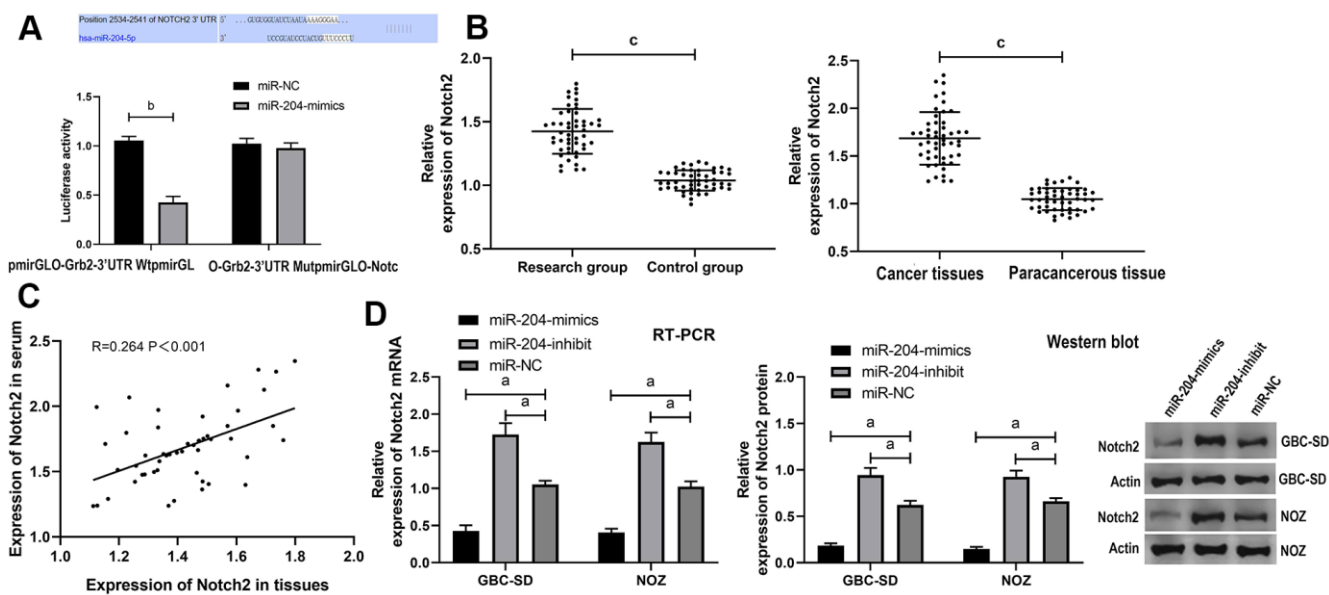 A
Position 2534-2541 of NOTCH2 3' UTR 5' ...GUGUGGUAUCUAAUAAAAGGGAA...
hsa-miR-204-5p 3' UCCGUAUCCUACUGUUUCCCUU
miR-NC
miR-204-mimics
b
Luciferase activity
1.5
1.0
0.5
0.0
pmirGLO-Grb2-3'UTR WtpmirGL
O-Grb2-3'UTR MutpmirGLO-Notc
B
c
Relative
expression of Notch2
2.0
1.5
1.0
0.5
Research group
Control group
c
Relative
expression of Notch2
2.5
2.0
1.5
1.0
0.5
Cancer tissues
Paracancerous tissue
C
R=0.264 P<0.001
Expression of Notch2 in serum
2.5
2.0
1.5
1.0
1.0
1.2
1.4
1.6
1.8
2.0
Expression of Notch2 in tissues
D
miR-204-mimics
miR-204-inhibit
miR-NC
RT-PCR
a
a
a
a
Relative
expression of Notch2 mRNA
2.0
1.5
1.0
0.5
0.0
GBC-SD
NOZ
miR-204-mimics
miR-204-inhibit
miR-NC
Western blot
a
a
a
a
Relative
expression of Notch2 protein
2.0
1.5
1.0
0.5
0.0
GBC-SD
NOZ
miR-204-mimics
miR-204-inhibit
miR-NC
Notch2
GBC-SD
Actin
GBC-SD
Notch2
NOZ
Actin
NOZ